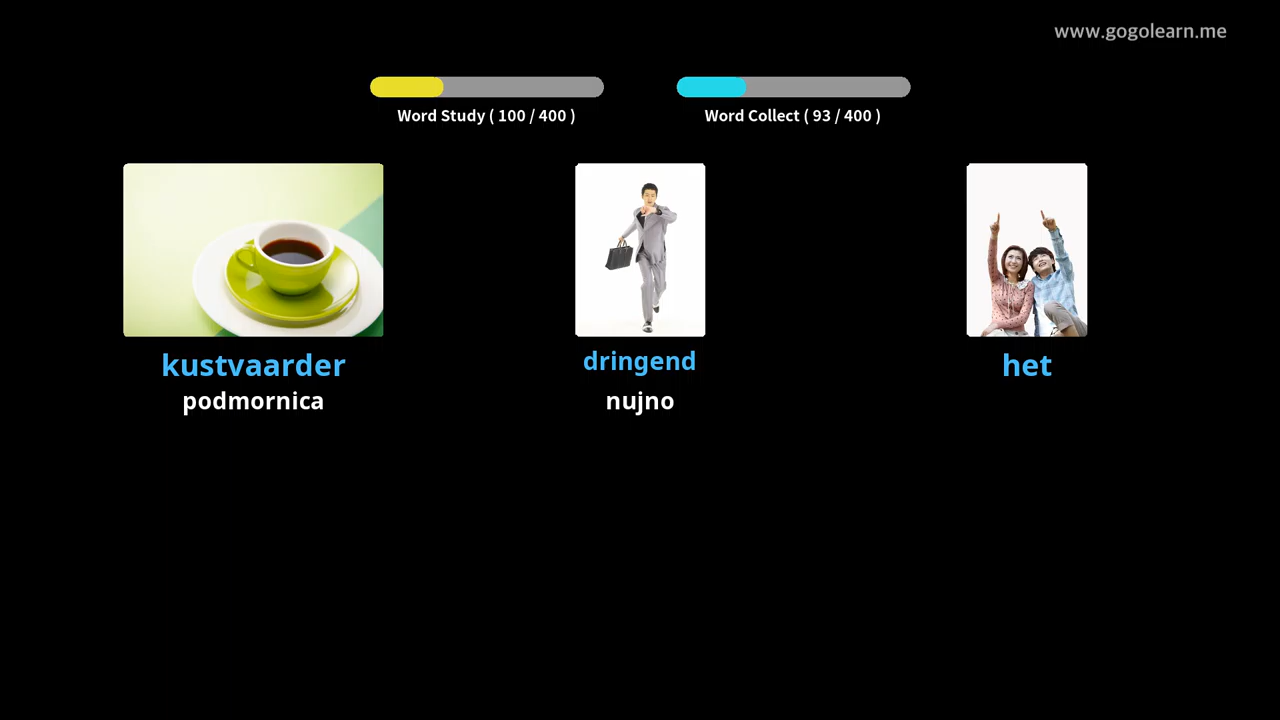 www.gogolearn.me
Word Study ( 100 / 400 )
Word Collect ( 93 / 400 )
kustvaarder
podmornica
dringend
nujno
het